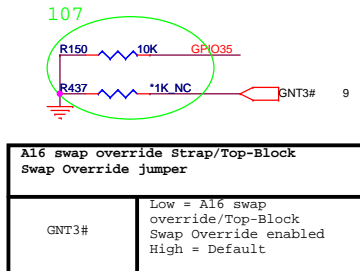 107
R150 10K GPIO35
R437 *1K_NC GNT3# 9
A16 swap override Strap/Top-Block
Swap Override jumper
GNT3#
Low = A16 swap
override/Top-Block
Swap Override enabled
High = Default